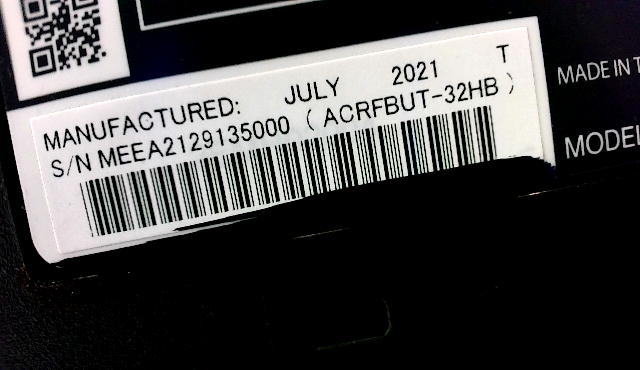 MANUFACTURED: JULY 2021 T
S/N MEEA2129135000 ( ACRFBUT-32HB )
MADE IN T
MODEL